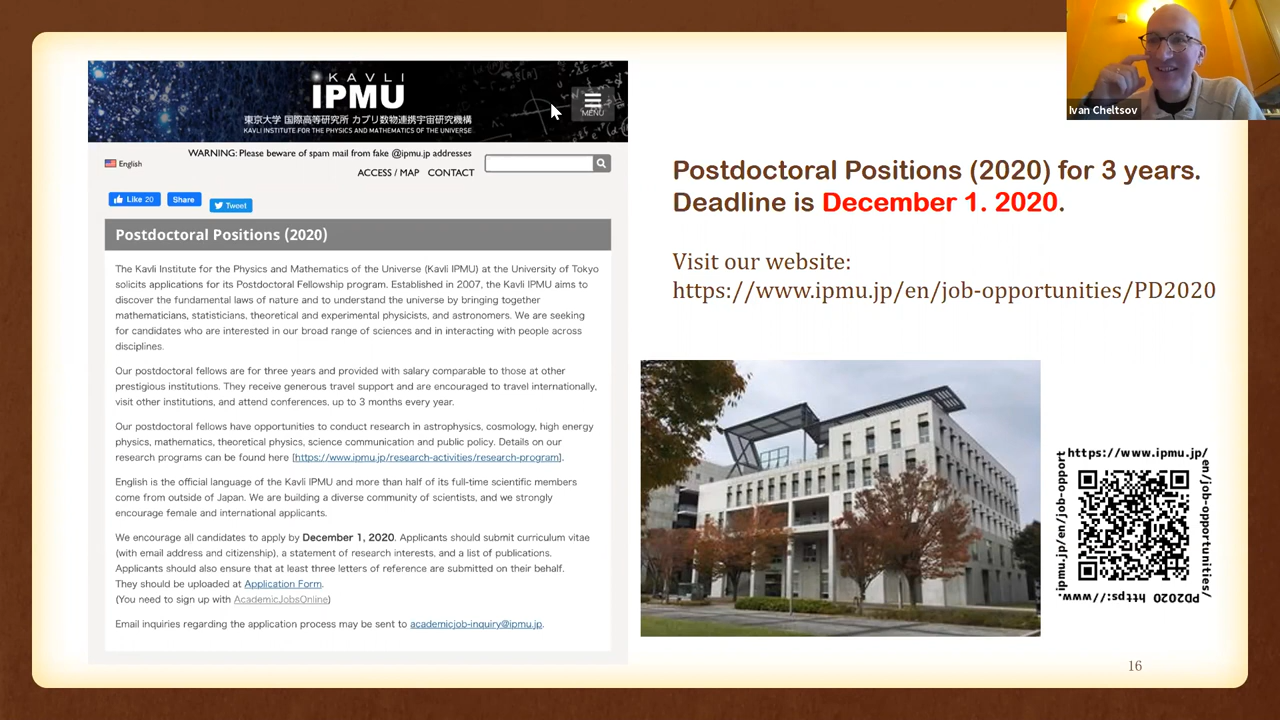 KAVLI
IPMU
MENU
東京大学 国際高等研究所 カブリ数物連携宇宙研究機構
KAVLI INSTITUTE FOR THE PHYSICS AND MATHEMATICS OF THE UNIVERSE
English
WARNING: Please beware of spam mail from fake @ipmu.jp addresses
ACCESS / MAP CONTACT
Like 20
Share
Tweet
Postdoctoral Positions (2020)
The Kavli Institute for the Physics and Mathematics of the Universe (Kavli IPMU) at the University of Tokyo
solicits applications for its Postdoctoral Fellowship program. Established in 2007, the Kavli IPMU aims to
discover the fundamental laws of nature and to understand the universe by bringing together
mathematicians, statisticians, theoretical and experimental physicists, and astronomers. We are seeking
for candidates who are interested in our broad range of sciences and in interacting with people across
disciplines.
Our postdoctoral fellows are for three years and provided with salary comparable to those at other
prestigious institutions. They receive generous travel support and are encouraged to travel internationally,
visit other institutions, and attend conferences, up to 3 months every year.
Our postdoctoral fellows have opportunities to conduct research in astrophysics, cosmology, high energy
physics, mathematics, theoretical physics, science communication and public policy. Details on our
research programs can be found here [https://www.ipmu.jp/research-activities/research-program].
English is the official language of the Kavli IPMU and more than half of its full-time scientific members
come from outside of Japan. We are building a diverse community of scientists, and we strongly
encourage female and international applicants.
We encourage all candidates to apply by December 1, 2020. Applicants should submit curriculum vitae
(with email address and citizenship), a statement of research interests, and a list of publications.
Applicants should also ensure that at least three letters of reference are submitted on their behalf.
They should be uploaded at Application Form.
(You need to sign up with AcademicJobsOnline)
Email inquiries regarding the application process may be sent to academicjob-inquiry@ipmu.jp.
Ivan Cheltsov
Postdoctoral Positions (2020) for 3 years.
Deadline is December 1. 2020.
Visit our website:
https://www.ipmu.jp/en/job-opportunities/PD2020
https://www.ipmu.jp/
en/job-opportunities/
PD2020 https://www.
ipmu.jp/en/job-opport
16